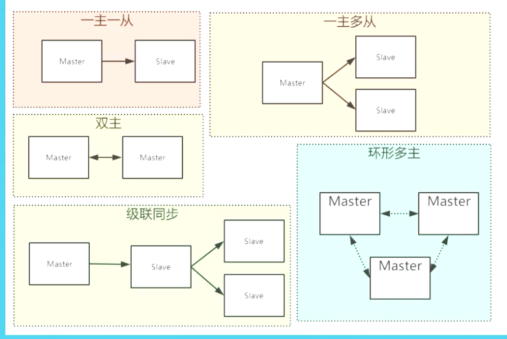 一主一从
Master
Slave
一主多从
Master
Slave
Slave
双主
Master
Master
环形多主
Master
Master
Master
级联同步
Master
Slave
Slave
Slave